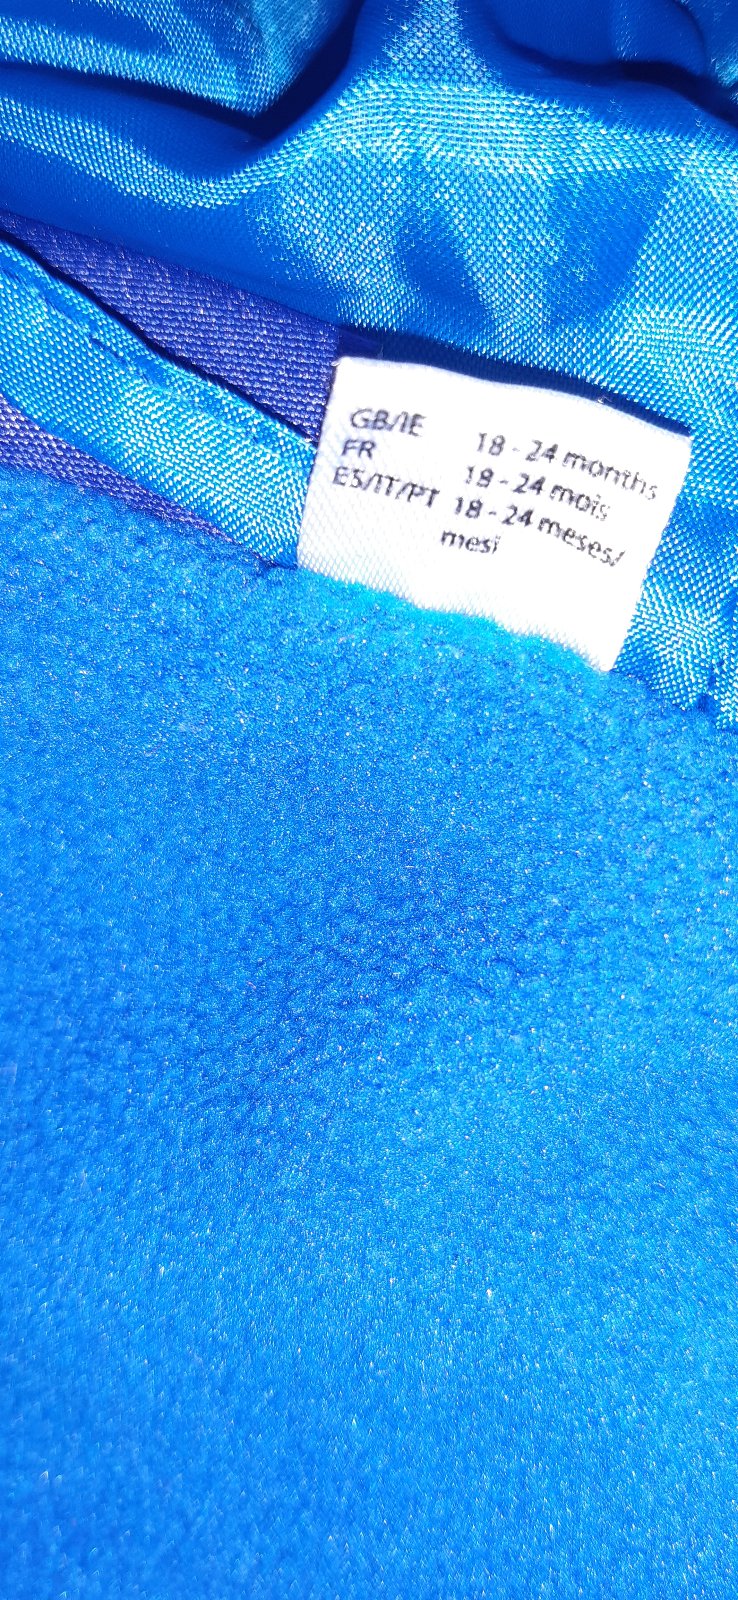 GB/IE 18 - 24 months
FR 18 - 24 mois
ES/IT/PT 18 - 24 meses/
mesi